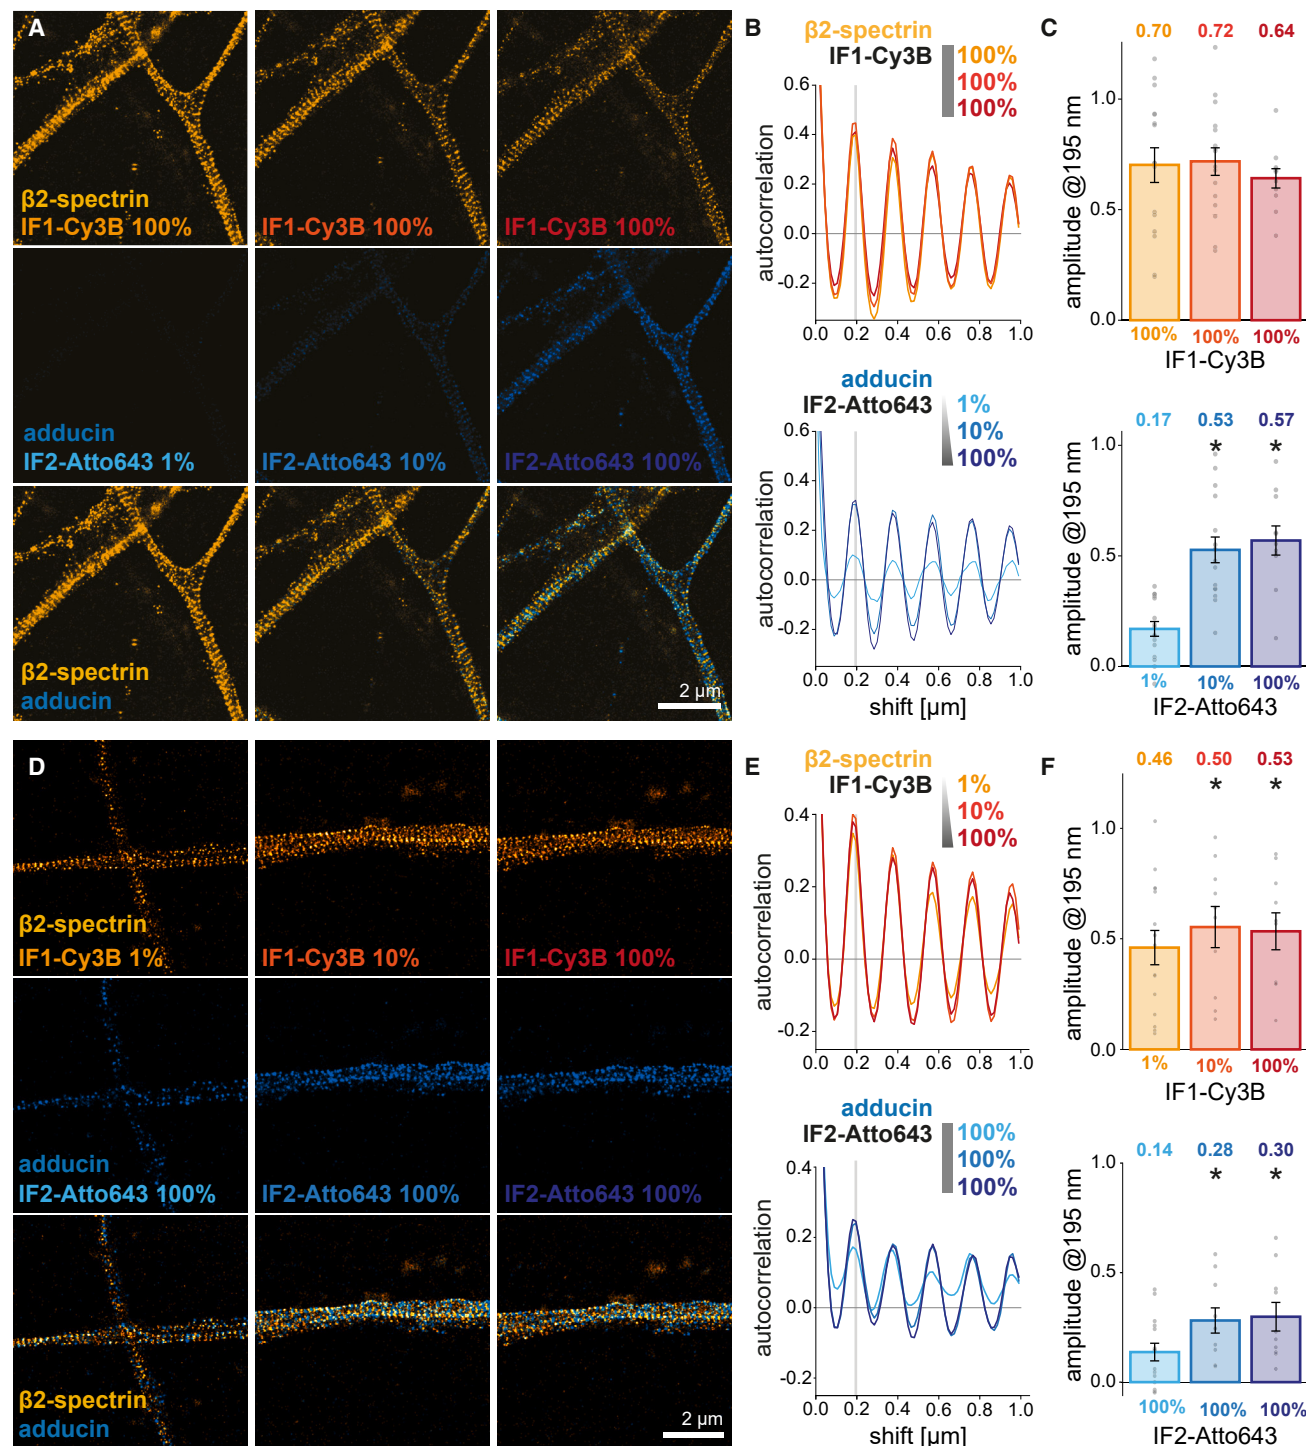 A
β2-spectrin
IF1-Cy3B 100%
IF1-Cy3B 100%
IF1-Cy3B 100%
adducin
IF2-Atto643 1%
IF2-Atto643 10%
IF2-Atto643 100%
β2-spectrin
adducin
2 µm
B
β2-spectrin
IF1-Cy3B
100%
100%
100%
autocorrelation
0.6
0.4
0.2
0.0
-0.2
0.0 0.2 0.4 0.6 0.8 1.0
adducin
IF2-Atto643
1%
10%
100%
autocorrelation
0.6
0.4
0.2
0.0
-0.2
0.0 0.2 0.4 0.6 0.8 1.0
shift [µm]
C
0.70 0.72 0.64
amplitude @195 nm
1.0
0.5
0.0
100% 100% 100%
IF1-Cy3B
0.17 0.53 0.57
* *
amplitude @195 nm
1.0
0.5
0.0
1% 10% 100%
IF2-Atto643
D
β2-spectrin
IF1-Cy3B 1%
IF1-Cy3B 10%
IF1-Cy3B 100%
adducin
IF2-Atto643 100%
IF2-Atto643 100%
IF2-Atto643 100%
β2-spectrin
adducin
2 µm
E
β2-spectrin
IF1-Cy3B
1%
10%
100%
autocorrelation
0.4
0.2
0.0
-0.2
0.0 0.2 0.4 0.6 0.8 1.0
adducin
IF2-Atto643
100%
100%
100%
autocorrelation
0.4
0.2
0.0
-0.2
0.0 0.2 0.4 0.6 0.8 1.0
shift [µm]
F
0.46 0.50 0.53
* *
amplitude @195 nm
1.0
0.5
0.0
1% 10% 100%
IF1-Cy3B
0.14 0.28 0.30
* *
amplitude @195 nm
1.0
0.5
0.0
100% 100% 100%
IF2-Atto643